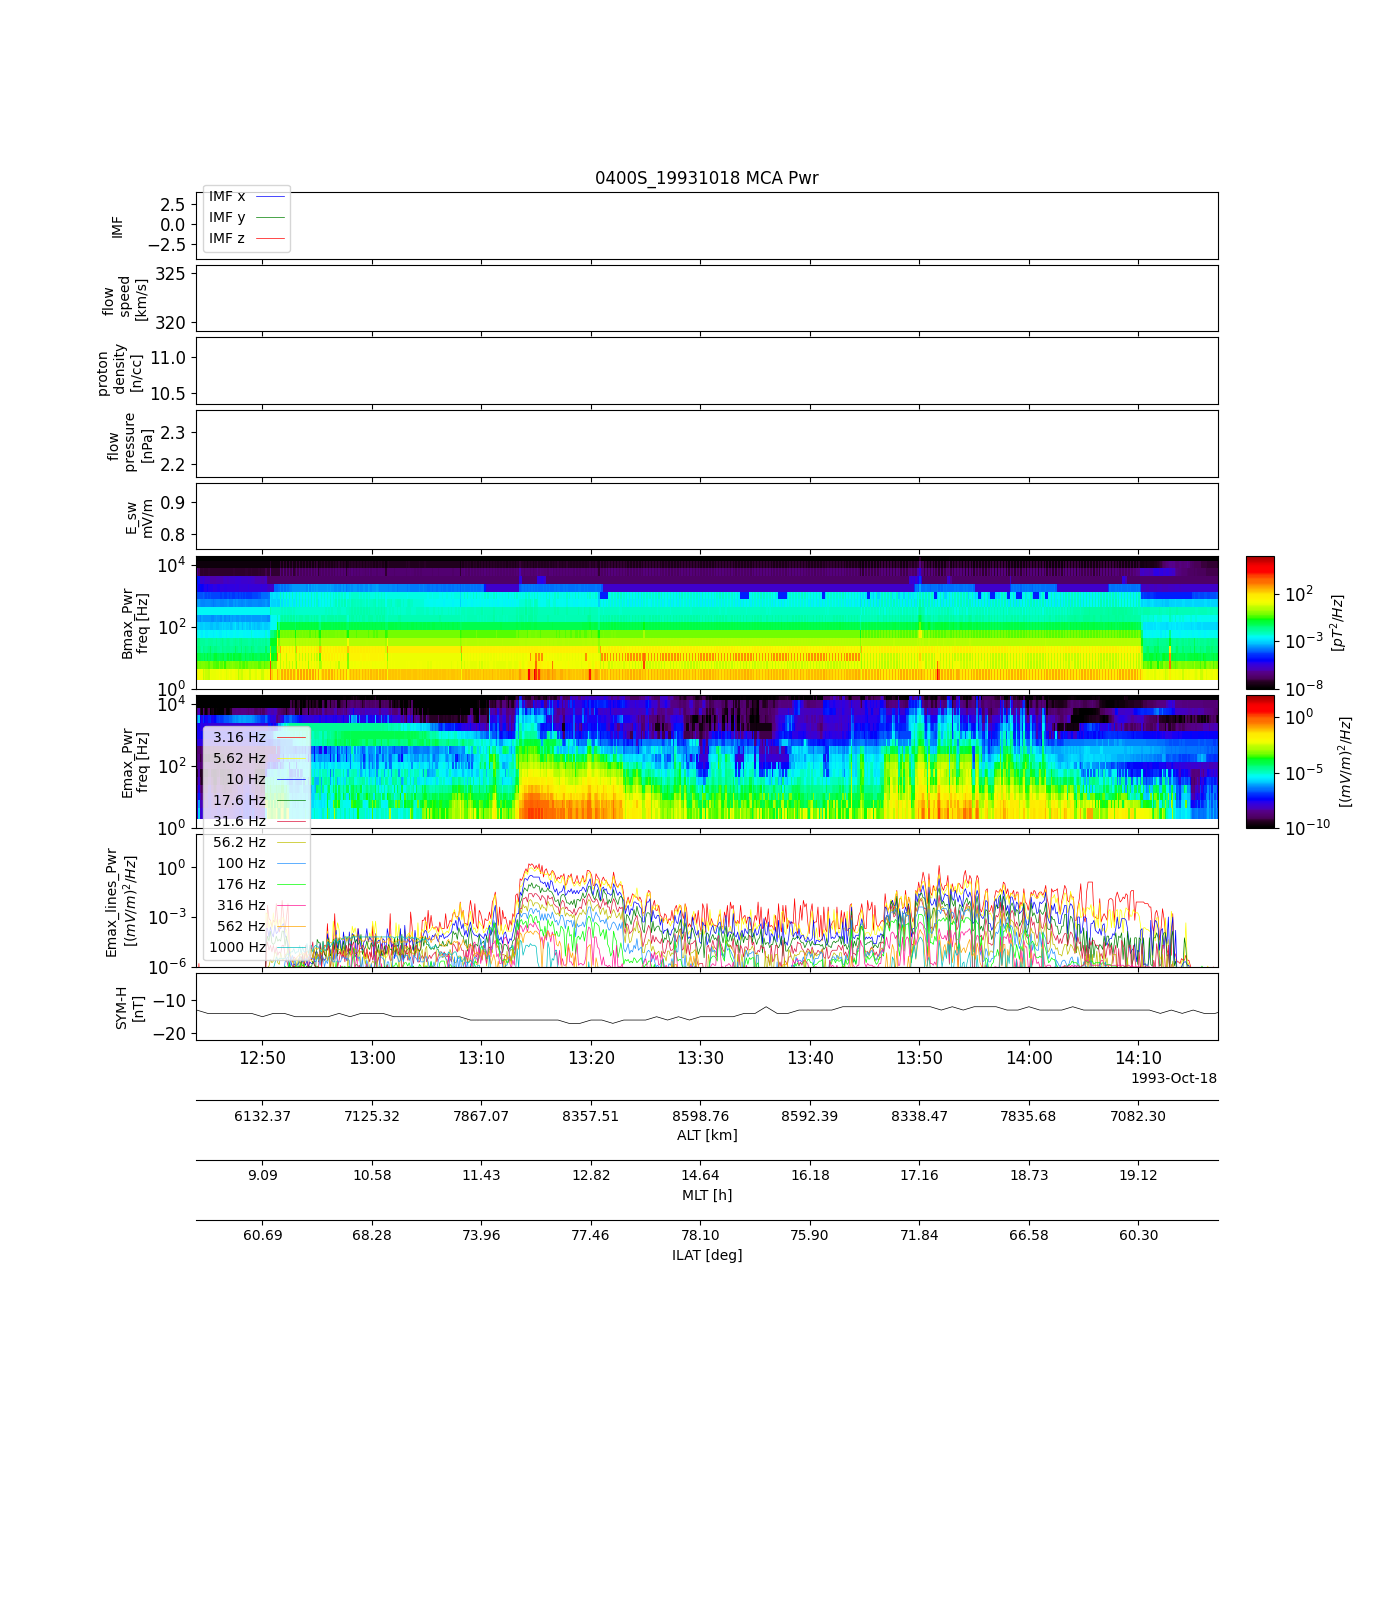 0400S_19931018 MCA Pwr
IMF
2.5
0.0
−2.5
IMF x
IMF y
IMF z
flow
speed
[km/s]
325
320
proton
density
[n/cc]
11.0
10.5
flow
pressure
[nPa]
2.3
2.2
E_sw
mV/m
0.9
0.8
Bmax_Pwr
freq [Hz]
10^4
10^2
10^0
10^2
10^−3
10^−8
[pT^2/Hz]
Emax_Pwr
freq [Hz]
10^4
10^2
10^0
10^0
10^−5
10^−10
[(mV/m)^2/Hz]
3.16 Hz
5.62 Hz
10 Hz
17.6 Hz
31.6 Hz
56.2 Hz
100 Hz
176 Hz
316 Hz
562 Hz
1000 Hz
Emax_lines_Pwr
[(mV/m)^2/Hz]
10^0
10^−3
10^−6
SYM-H
[nT]
−10
−20
12:50 13:00 13:10 13:20 13:30 13:40 13:50 14:00 14:10
1993-Oct-18
6132.37 7125.32 7867.07 8357.51 8598.76 8592.39 8338.47 7835.68 7082.30
ALT [km]
9.09 10.58 11.43 12.82 14.64 16.18 17.16 18.73 19.12
MLT [h]
60.69 68.28 73.96 77.46 78.10 75.90 71.84 66.58 60.30
ILAT [deg]